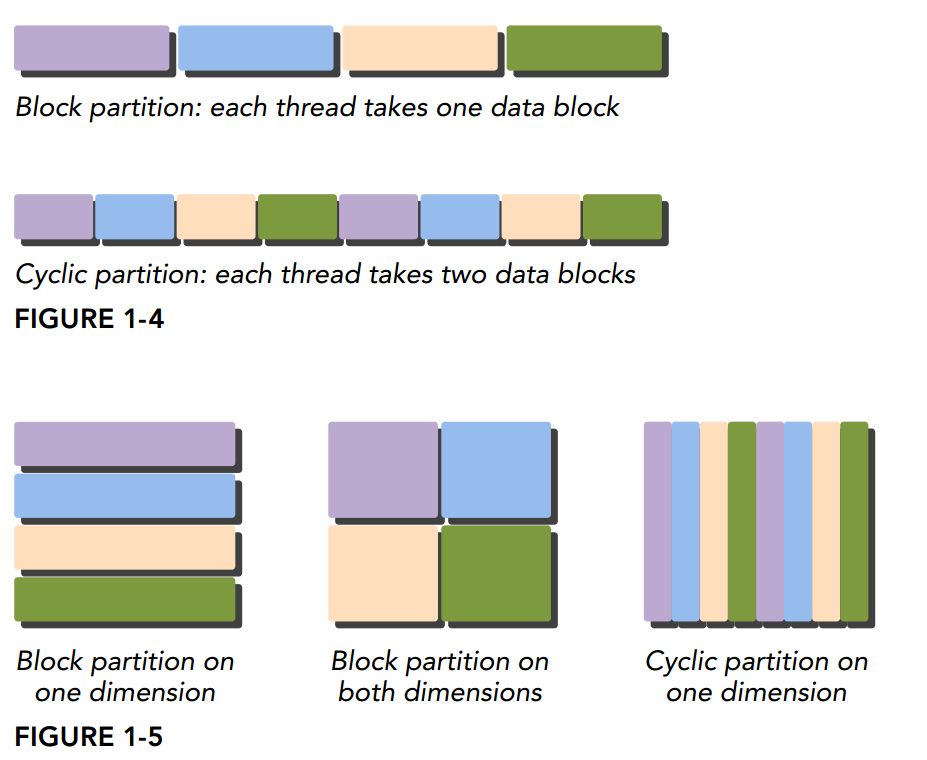 Block partition: each thread takes one data block
Cyclic partition: each thread takes two data blocks
FIGURE 1-4
Block partition on
one dimension
Block partition on
both dimensions
Cyclic partition on
one dimension
FIGURE 1-5